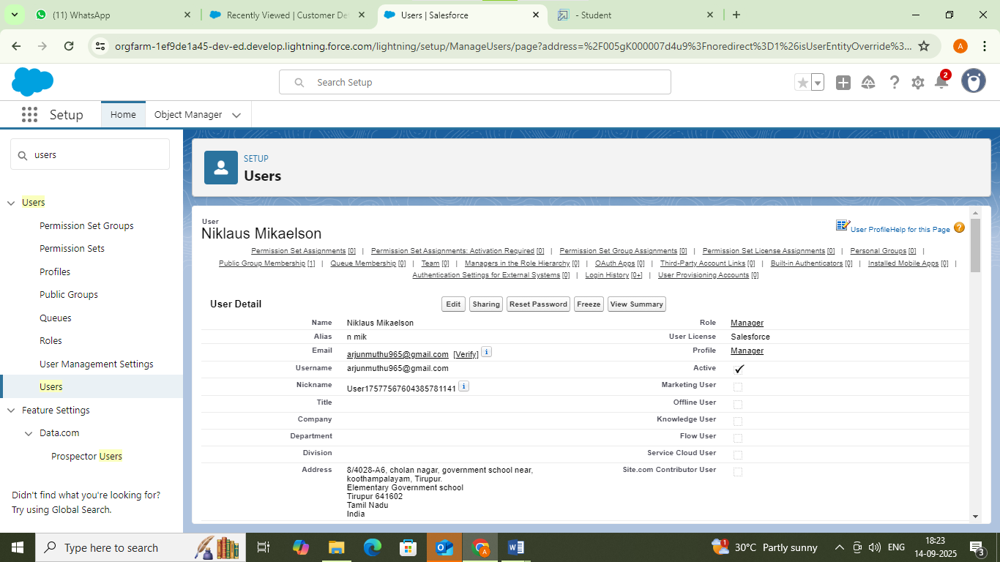 (11) WhatsApp
Recently Viewed | Customer De
Users | Salesforce
- Student
orgfarm-1ef9de1a45-dev-ed.develop.lightning.force.com/lightning/setup/ManageUsers/page?address=%2F005gK000007d4u9%3Fnoredirect%3D1%26isUserEntityOverride%3...
A
Search Setup
2
Setup
Home
Object Manager
users
Users
Permission Set Groups
Permission Sets
Profiles
Public Groups
Queues
Roles
User Management Settings
Users
Feature Settings
Data.com
Prospector Users
Didn't find what you're looking for?
Try using Global Search.
SETUP
Users
User
Niklaus Mikaelson
User Profile Help for this Page ?
Permission Set Assignments [0] | Permission Set Assignments: Activation Required [0] | Permission Set Group Assignments [0] | Permission Set License Assignments [0] | Personal Groups [0] |
Public Group Membership [1] | Queue Membership [0] | Team [0] | Managers in the Role Hierarchy [0] | OAuth Apps [0] | Third-Party Account Links [0] | Built-in Authenticators [0] | Installed Mobile Apps [0] |
Authentication Settings for External Systems [0] | Login History [0+] | User Provisioning Accounts [0]
User Detail
Edit Sharing Reset Password Freeze View Summary
Name Niklaus Mikaelson Role Manager
Alias n mik User License Salesforce
Email arjunmuthu965@gmail.com [Verify] i Profile Manager
Username arjunmuthu965@gmail.com Active
Nickname User17577567604385781141 i Marketing User
Title Offline User
Company Knowledge User
Department Flow User
Division Service Cloud User
Address 8/4028-A6, cholan nagar, government school near, Site.com Contributor User
koothampalayam, Tirupur.
Elementary Government school
Tirupur 641602
Tamil Nadu
India
Type here to search
1
30°C Partly sunny
ENG
18:23
14-09-2025
3